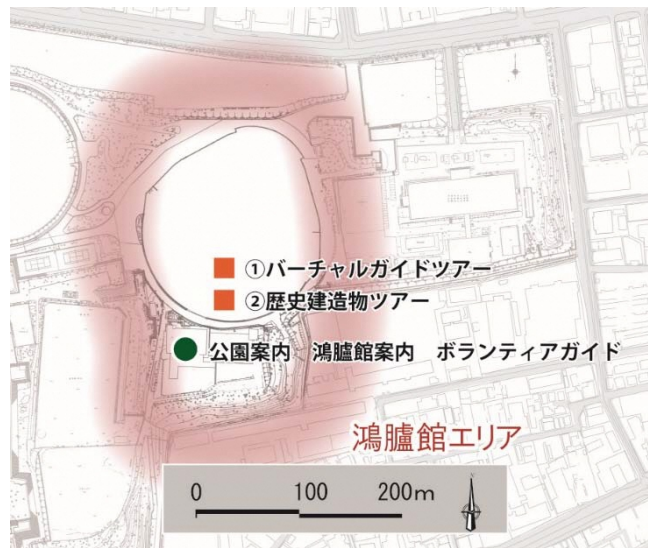 ①バーチャルガイドツアー
②歴史建造物ツアー
公園案内　鴻臚館案内　ボランティアガイド
鴻臚館エリア
0 100 200m